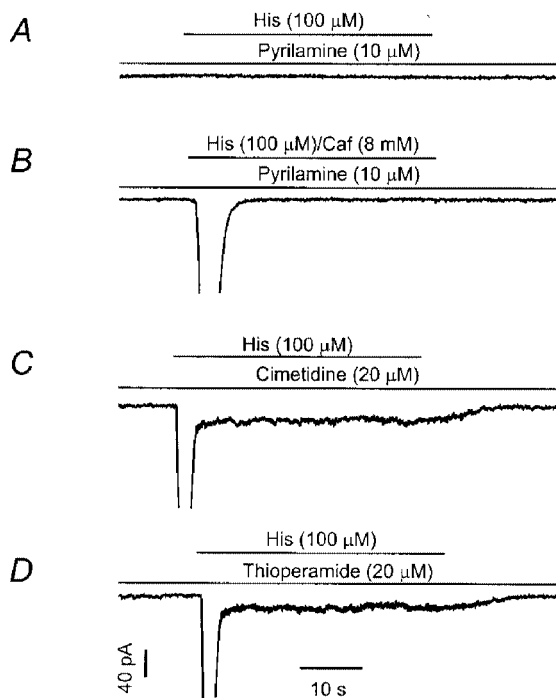 A
His (100 μM)
Pyrilamine (10 μM)
B
His (100 μM)/Caf (8 mM)
Pyrilamine (10 μM)
C
His (100 μM)
Cimetidine (20 μM)
D
His (100 μM)
Thioperamide (20 μM)
40 pA
10 s